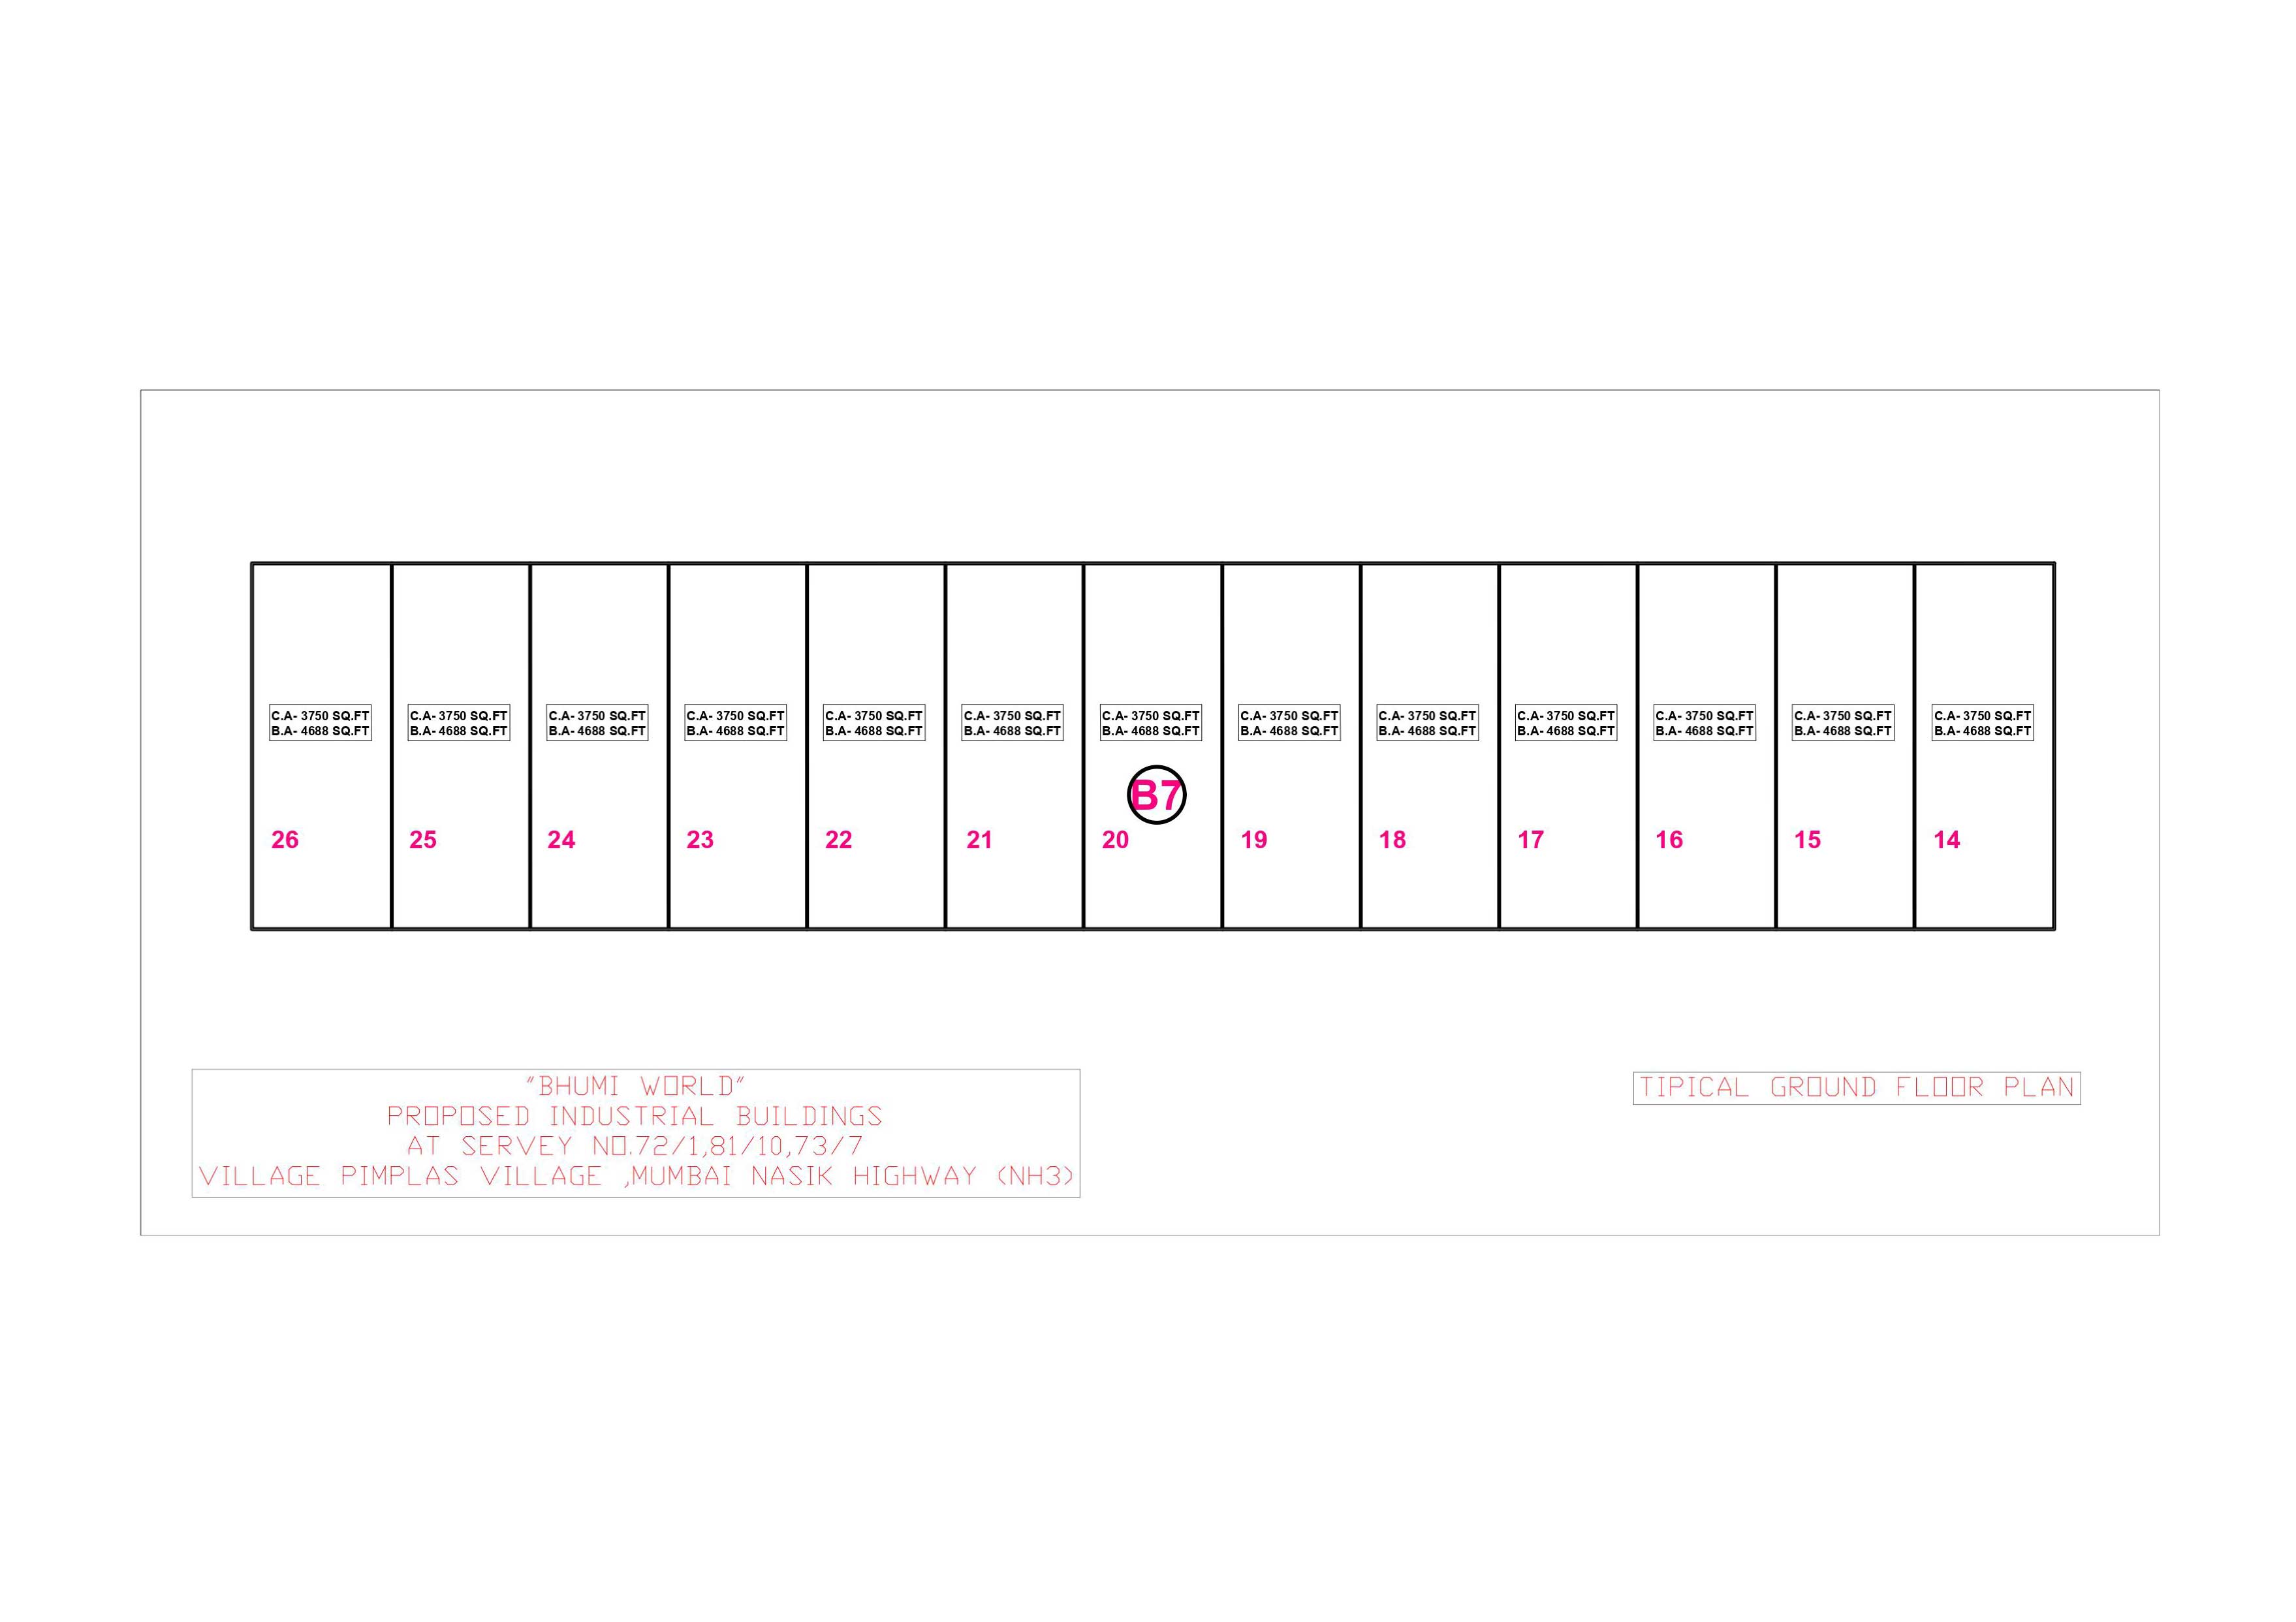 C.A- 3750 SQ.FT
B.A- 4688 SQ.FT
26
C.A- 3750 SQ.FT
B.A- 4688 SQ.FT
25
C.A- 3750 SQ.FT
B.A- 4688 SQ.FT
24
C.A- 3750 SQ.FT
B.A- 4688 SQ.FT
23
C.A- 3750 SQ.FT
B.A- 4688 SQ.FT
22
C.A- 3750 SQ.FT
B.A- 4688 SQ.FT
21
C.A- 3750 SQ.FT
B.A- 4688 SQ.FT
B7
20
C.A- 3750 SQ.FT
B.A- 4688 SQ.FT
19
C.A- 3750 SQ.FT
B.A- 4688 SQ.FT
18
C.A- 3750 SQ.FT
B.A- 4688 SQ.FT
17
C.A- 3750 SQ.FT
B.A- 4688 SQ.FT
16
C.A- 3750 SQ.FT
B.A- 4688 SQ.FT
15
C.A- 3750 SQ.FT
B.A- 4688 SQ.FT
14
"BHUMI WORLD"
PROPOSED INDUSTRIAL BUILDINGS
AT SERVEY NO.72/1,81/10,73/7
VILLAGE PIMPLAS VILLAGE ,MUMBAI NASIK HIGHWAY (NH3)
TIPICAL GROUND FLOOR PLAN